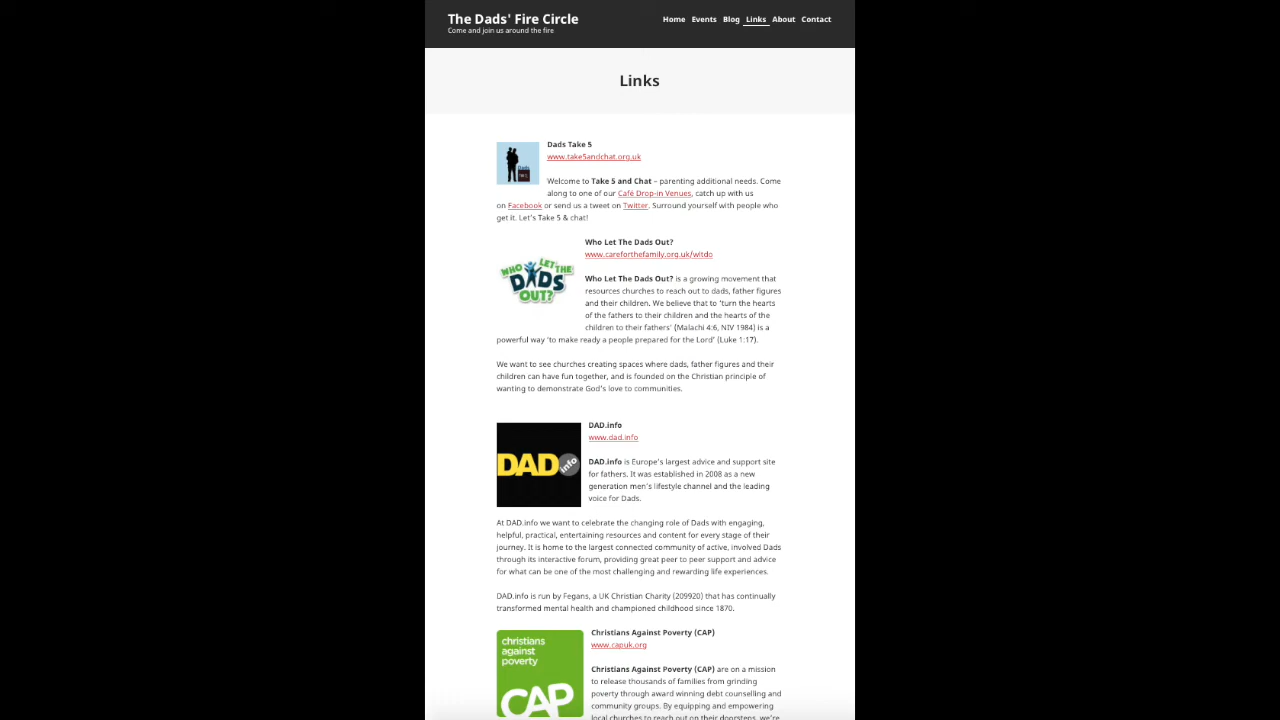 The Dads' Fire Circle
Come and join us around the fire
Home Events Blog Links About Contact
Links
Dads Take 5
www.take5andchat.org.uk
Welcome to Take 5 and Chat – parenting additional needs. Come
along to one of our Café Drop-in Venues, catch up with us
on Facebook or send us a tweet on Twitter. Surround yourself with people who
get it. Let's Take 5 & chat!
WHO LET THE
DADS
OUT?
Who Let The Dads Out?
www.careforthefamily.org.uk/wltdo
Who Let The Dads Out? is a growing movement that
resources churches to reach out to dads, father figures
and their children. We believe that to 'turn the hearts
of the fathers to their children and the hearts of the
children to their fathers' (Malachi 4:6, NIV 1984) is a
powerful way 'to make ready a people prepared for the Lord' (Luke 1:17).
We want to see churches creating spaces where dads, father figures and their
children can have fun together, and is founded on the Christian principle of
wanting to demonstrate God's love to communities.
DAD info
DAD.info
www.dad.info
DAD.info is Europe's largest advice and support site
for fathers. It was established in 2008 as a new
generation men's lifestyle channel and the leading
voice for Dads.
At DAD.info we want to celebrate the changing role of Dads with engaging,
helpful, practical, entertaining resources and content for every stage of their
journey. It is home to the largest connected community of active, involved Dads
through its interactive forum, providing great peer to peer support and advice
for what can be one of the most challenging and rewarding life experiences.
DAD.info is run by Fegans, a UK Christian Charity (209920) that has continually
transformed mental health and championed childhood since 1870.
christians
against
poverty
CAP
Christians Against Poverty (CAP)
www.capuk.org
Christians Against Poverty (CAP) are on a mission
to release thousands of families from grinding
poverty through award winning debt counselling and
community groups. By equipping and empowering
local churches to reach out on their doorsteps, we're